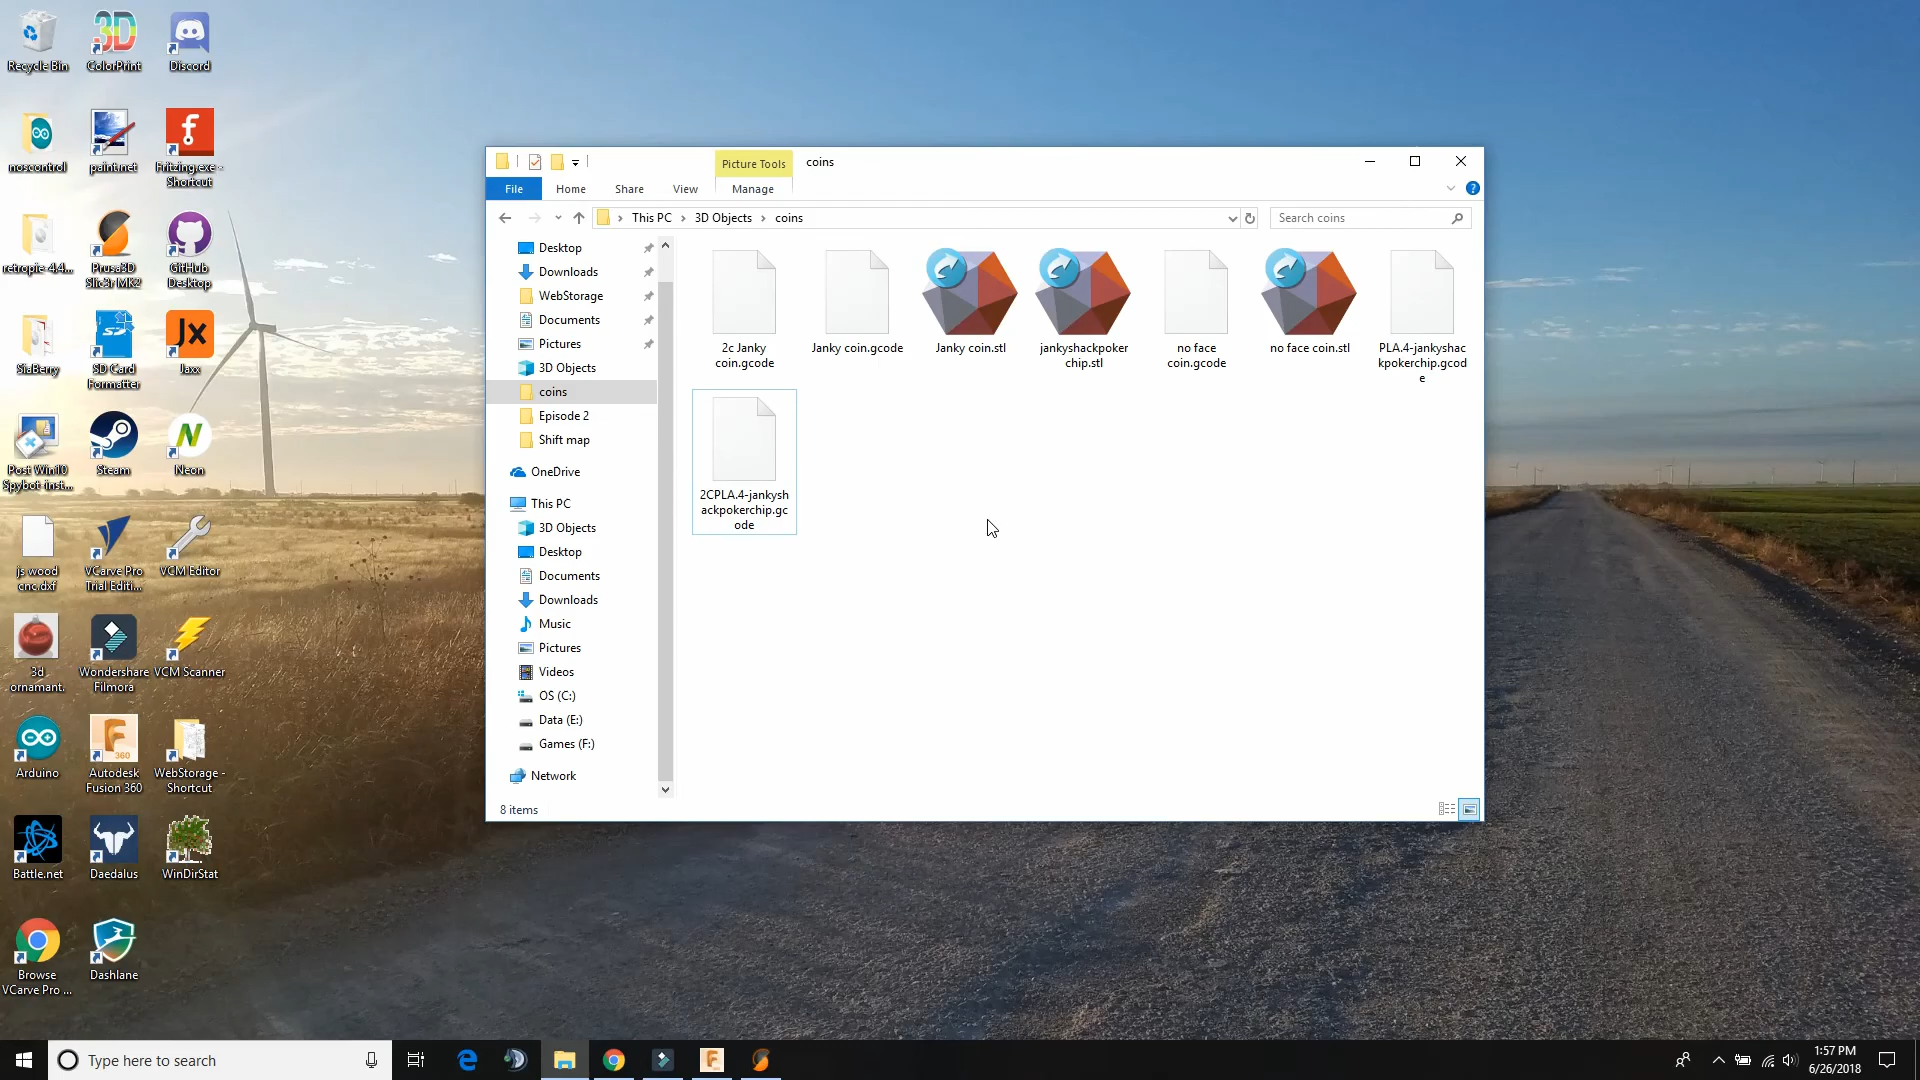 Recycle Bin
ColorPrint
Discord
noscontrol
paint.net
Fritzing.exe -
Shortcut
retropie-4.4...
Prusa3D
Slic3r MK2
GitHub
Desktop
SiaBerry
SD Card
Formatter
Jaxx
Post Win10
Spybot-inst...
Steam
Neon
js wood
cnc.dxf
VCarve Pro
Trial Editi...
VCM Editor
3d
ornamant.
Wondershare
Filmora
VCM Scanner
Arduino
Autodesk
Fusion 360
WebStorage -
Shortcut
Battle.net
Daedalus
WinDirStat
Browse
VCarve Pro ...
Dashlane
Picture Tools
coins
File
Home
Share
View
Manage
This PC
3D Objects
coins
Search coins
Desktop
Downloads
WebStorage
Documents
Pictures
3D Objects
coins
Episode 2
Shift map
OneDrive
This PC
3D Objects
Desktop
Documents
Downloads
Music
Pictures
Videos
OS (C:)
Data (E:)
Games (F:)
Network
2c Janky
coin.gcode
Janky coin.gcode
Janky coin.stl
jankyshackpoker
chip.stl
no face
coin.gcode
no face coin.stl
PLA.4-jankyshac
kpokerchip.gcod
e
2CPLA.4-jankysh
ackpokerchip.gc
ode
8 items
Type here to search
1:57 PM
6/26/2018